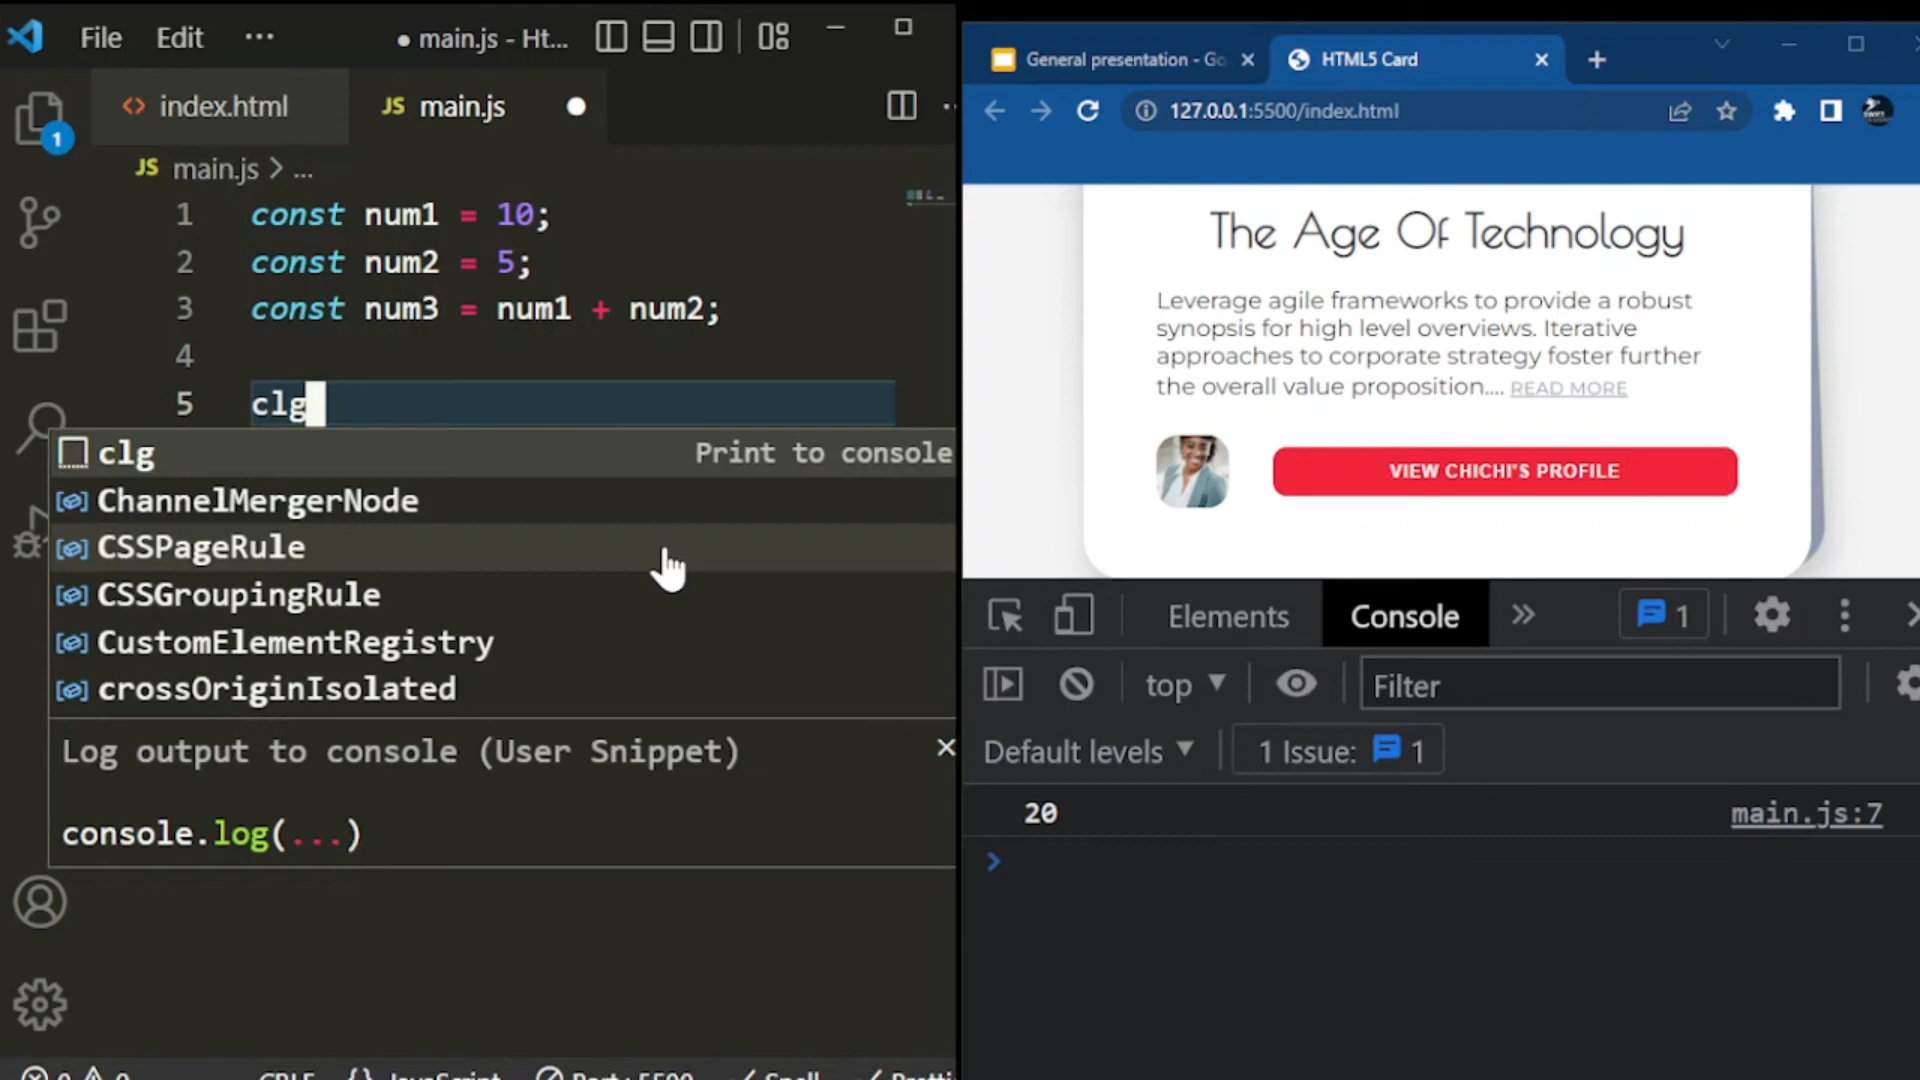 File Edit ··· ● main.js - Ht...
index.html
JS main.js ●
1
JS main.js > ...
1 const num1 = 10;
2 const num2 = 5;
3 const num3 = num1 + num2;
4
5 clg
clg Print to console
ChannelMergerNode
CSSPageRule
CSSGroupingRule
CustomElementRegistry
crossOriginIsolated
Log output to console (User Snippet)
console.log(...)
General presentation - Go
HTML5 Card
127.0.0.1:5500/index.html
The Age Of Technology
Leverage agile frameworks to provide a robust
synopsis for high level overviews. Iterative
approaches to corporate strategy foster further
the overall value proposition.... READ MORE
VIEW CHICHI'S PROFILE
Elements Console 1
top Filter
Default levels 1 Issue: 1
20 main.js:7